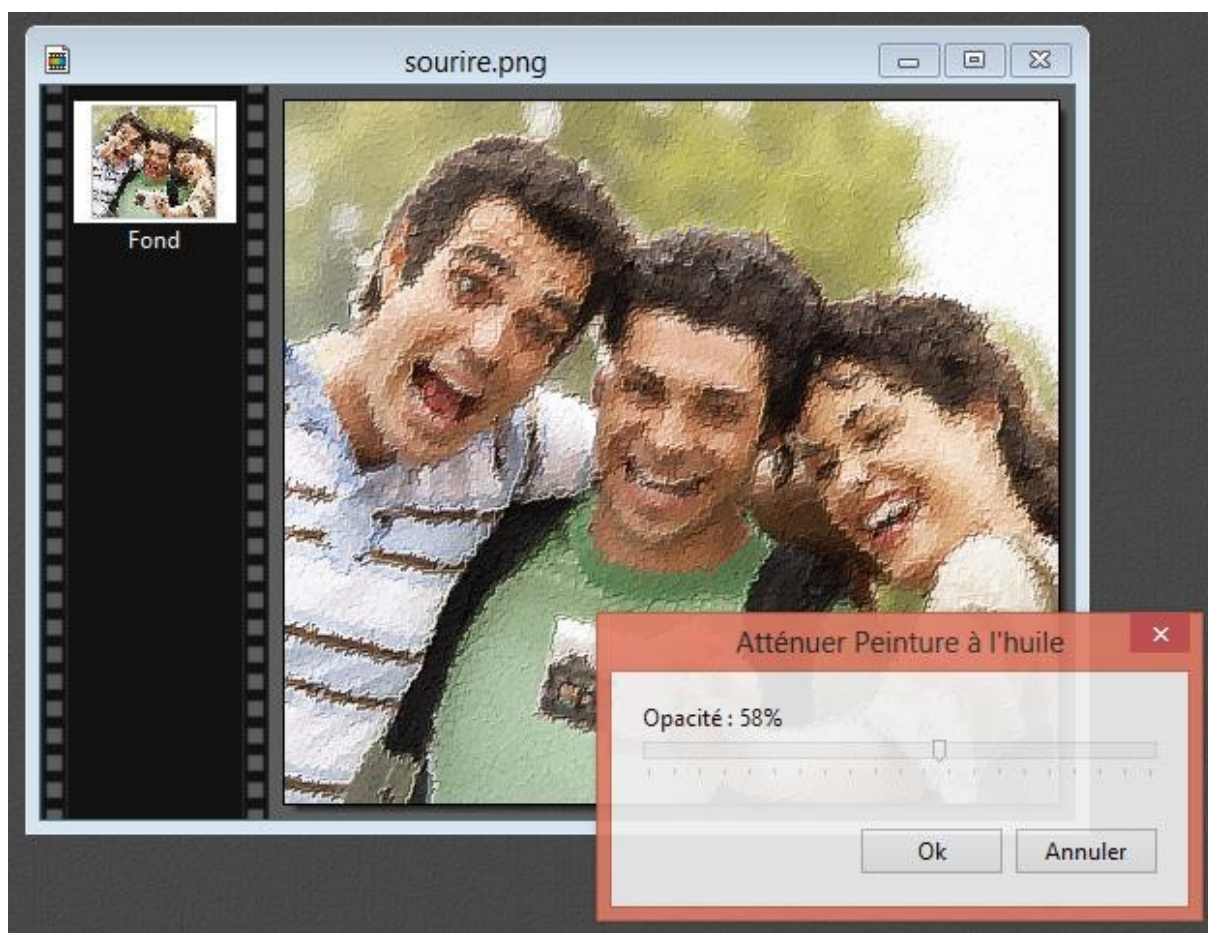 sourire.png
Fond
Atténuer Peinture à l'huile
Opacité : 58%
Ok
Annuler